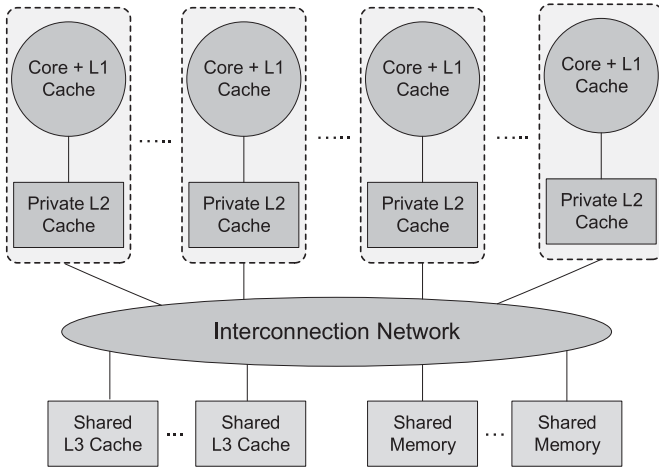 Core + L1
Cache
Core + L1
Cache
Core + L1
Cache
Core + L1
Cache
Private L2
Cache
Private L2
Cache
Private L2
Cache
Private L2
Cache
Interconnection Network
Shared
L3 Cache
Shared
L3 Cache
Shared
Memory
Shared
Memory